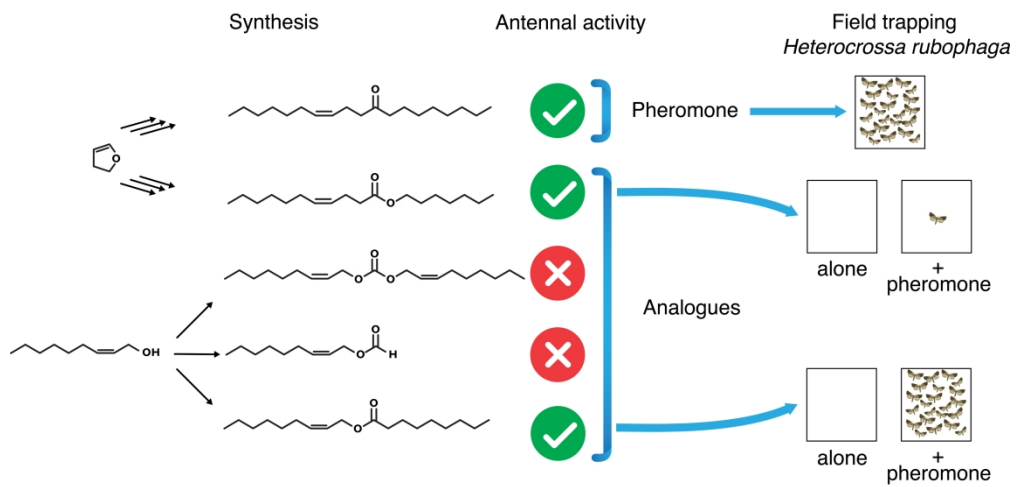 Synthesis
Antennal activity
Field trapping
Heterocrossa rubophaga
O
Pheromone
O
O
O
alone
+
pheromone
O
O
O
Analogues
OH
O
O
H
O
O
alone
+
pheromone